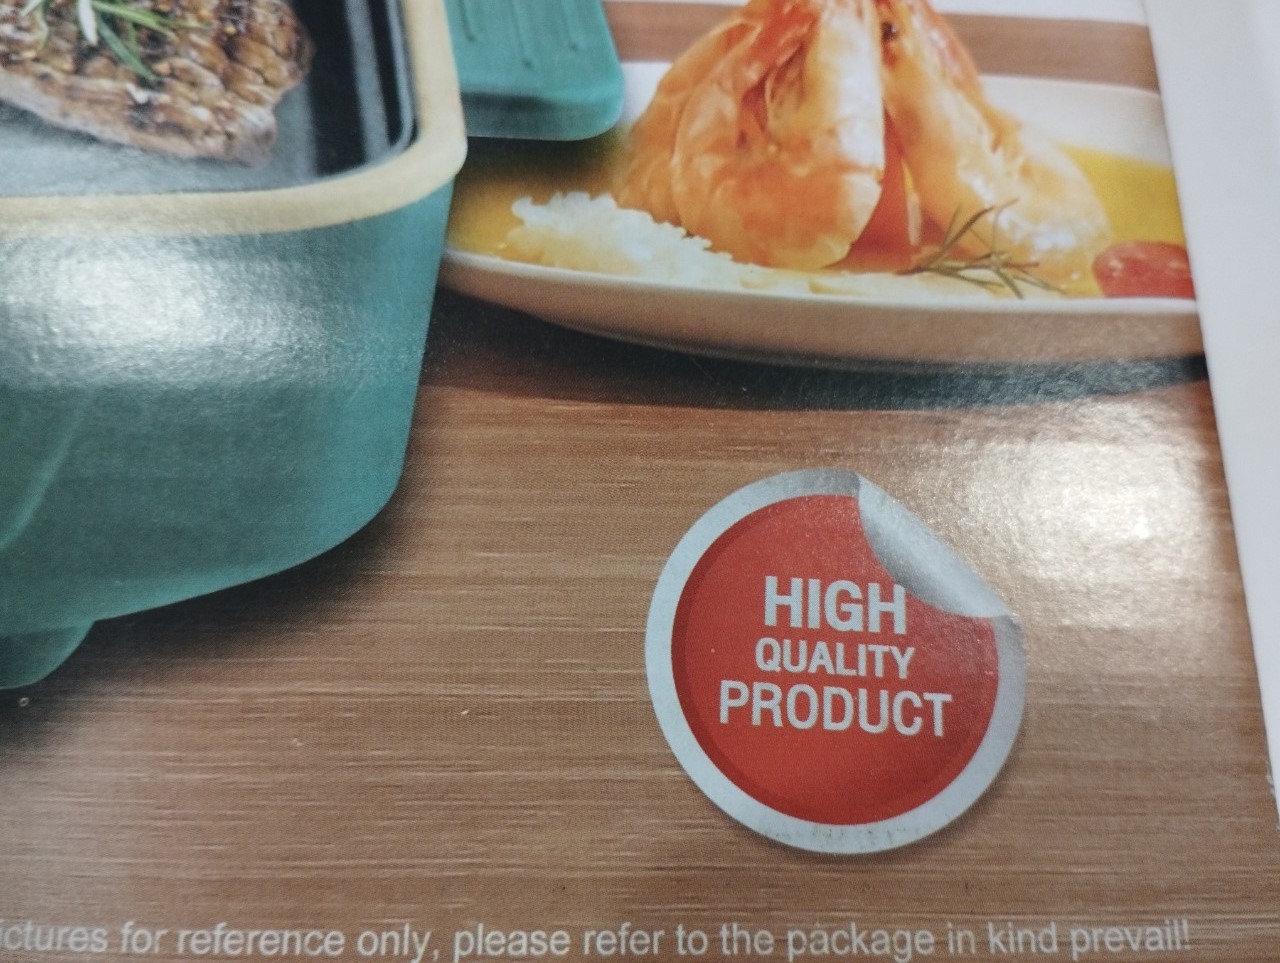 HIGH
QUALITY
PRODUCT
ictures for reference only, please refer to the package in kind prevail!